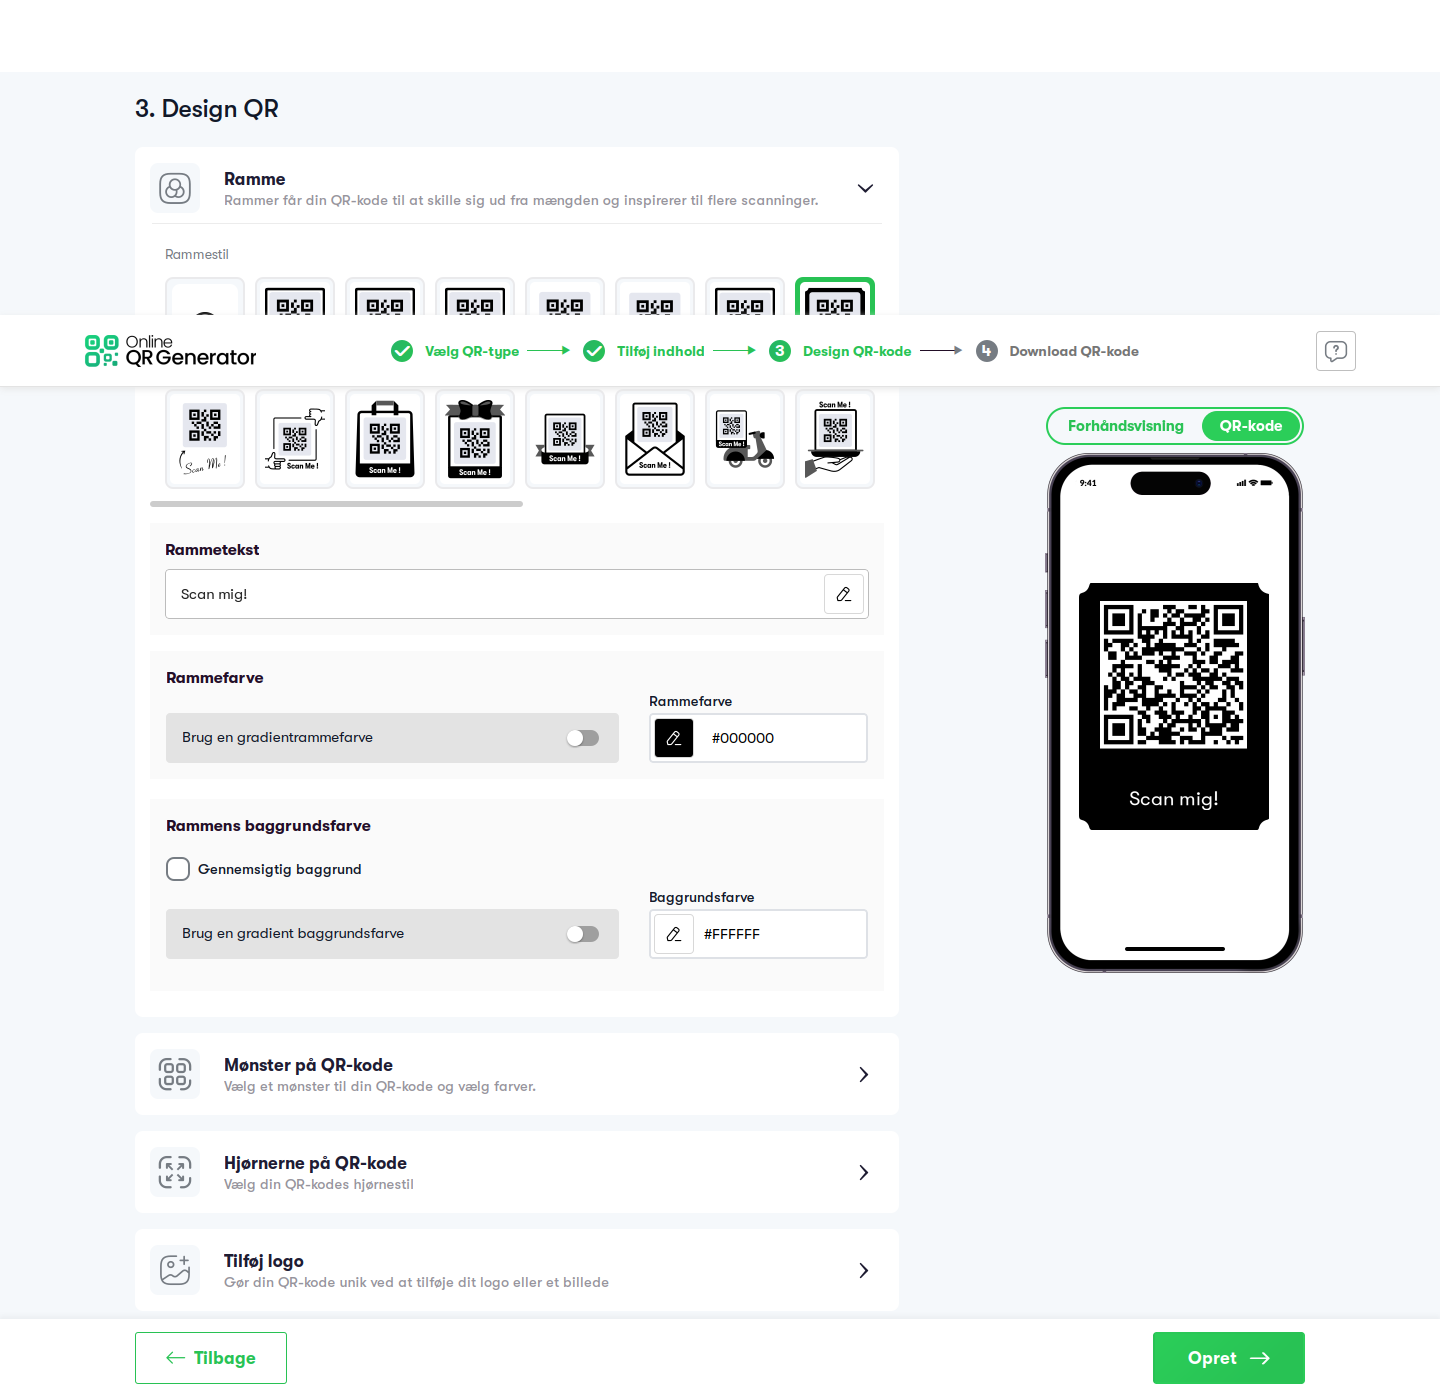 3. Design QR
Ramme
Rammer får din QR-kode til at skille sig ud fra mængden og inspirerer til flere scanninger.
Rammestil
Online
QR Generator
Vælg QR-type
Tilføj indhold
3
Design QR-kode
4
Download QR-kode
Scan Me !
Scan Me !
Scan Me !
Scan Me !
Scan Me !
Scan Me !
Scan Me !
Scan Me !
Forhåndsvisning
QR-kode
9:41
Rammetekst
Scan mig!
Rammefarve
Rammefarve
Brug en gradientrammefarve
#000000
Scan mig!
Rammens baggrundsfarve
Gennemsigtig baggrund
Baggrundsfarve
Brug en gradient baggrundsfarve
#FFFFFF
Mønster på QR-kode
Vælg et mønster til din QR-kode og vælg farver.
Hjørnerne på QR-kode
Vælg din QR-kodes hjørnestil
Tilføj logo
Gør din QR-kode unik ved at tilføje dit logo eller et billede
Tilbage
Opret